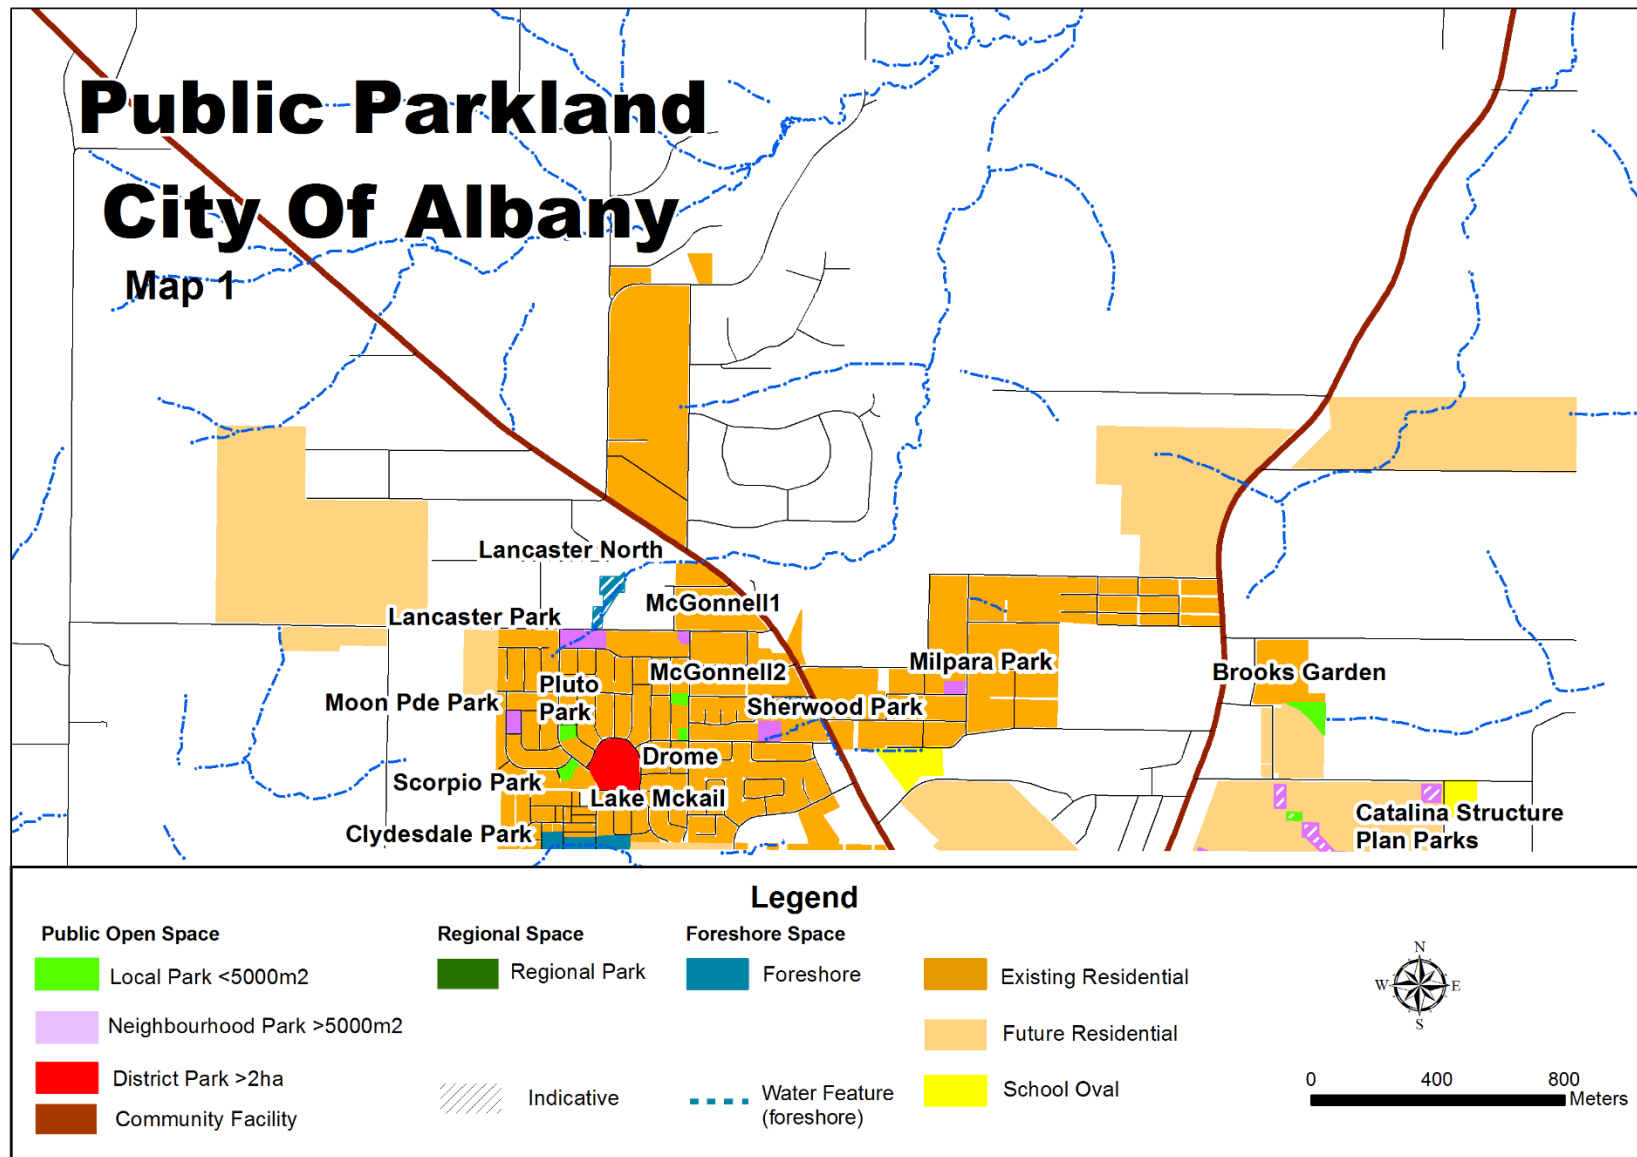 Public Parkland
City Of Albany
Map 1
Lancaster North
Lancaster Park
McGonnell1
Pluto
Park
McGonnell2
Milpara Park
Brooks Garden
Moon Pde Park
Sherwood Park
Drome
Scorpio Park
Lake Mckail
Clydesdale Park
Catalina Structure
Plan Parks
Legend
Public Open Space
Regional Space
Foreshore Space
Local Park <5000m2
Regional Park
Foreshore
Existing Residential
Neighbourhood Park >5000m2
Future Residential
District Park >2ha
Indicative
Water Feature
(foreshore)
School Oval
Community Facility
N
W
E
S
0 400 800
Meters